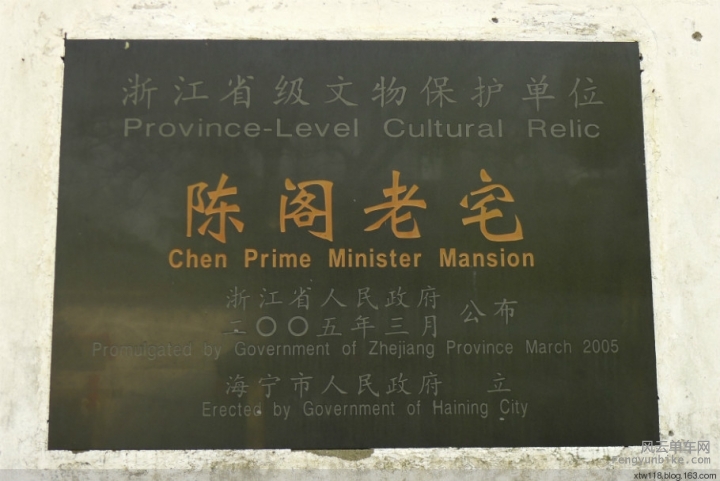 浙江省级文物保护单位
Province-Level Cultural Relic
陈阁老宅
Chen Prime Minister Mansion
浙江省人民政府
二〇〇五年三月 公布
Promulgated by Government of Zhejiang Province March 2005
海宁市人民政府 立
Erected by Government of Haining City
风云单车网
fengyunbike.com
xtw118.blog.163.com